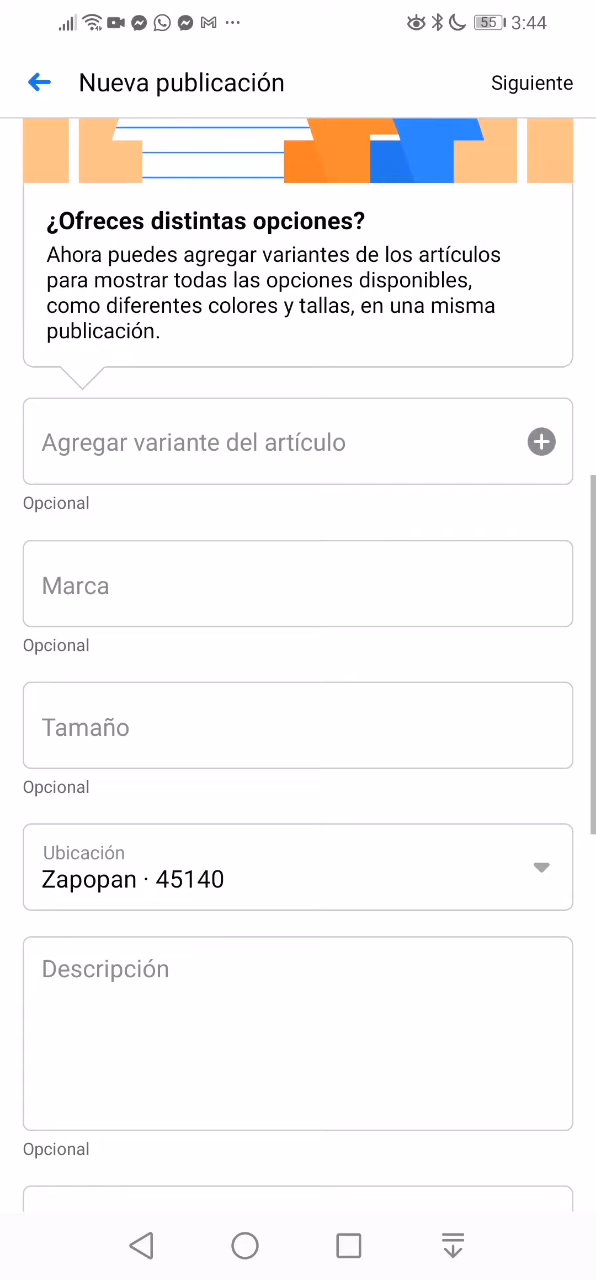 55 3:44
Nueva publicación Siguiente
¿Ofreces distintas opciones?
Ahora puedes agregar variantes de los artículos
para mostrar todas las opciones disponibles,
como diferentes colores y tallas, en una misma
publicación.
Agregar variante del artículo
Opcional
Marca
Opcional
Tamaño
Opcional
Ubicación
Zapopan · 45140
Descripción
Opcional